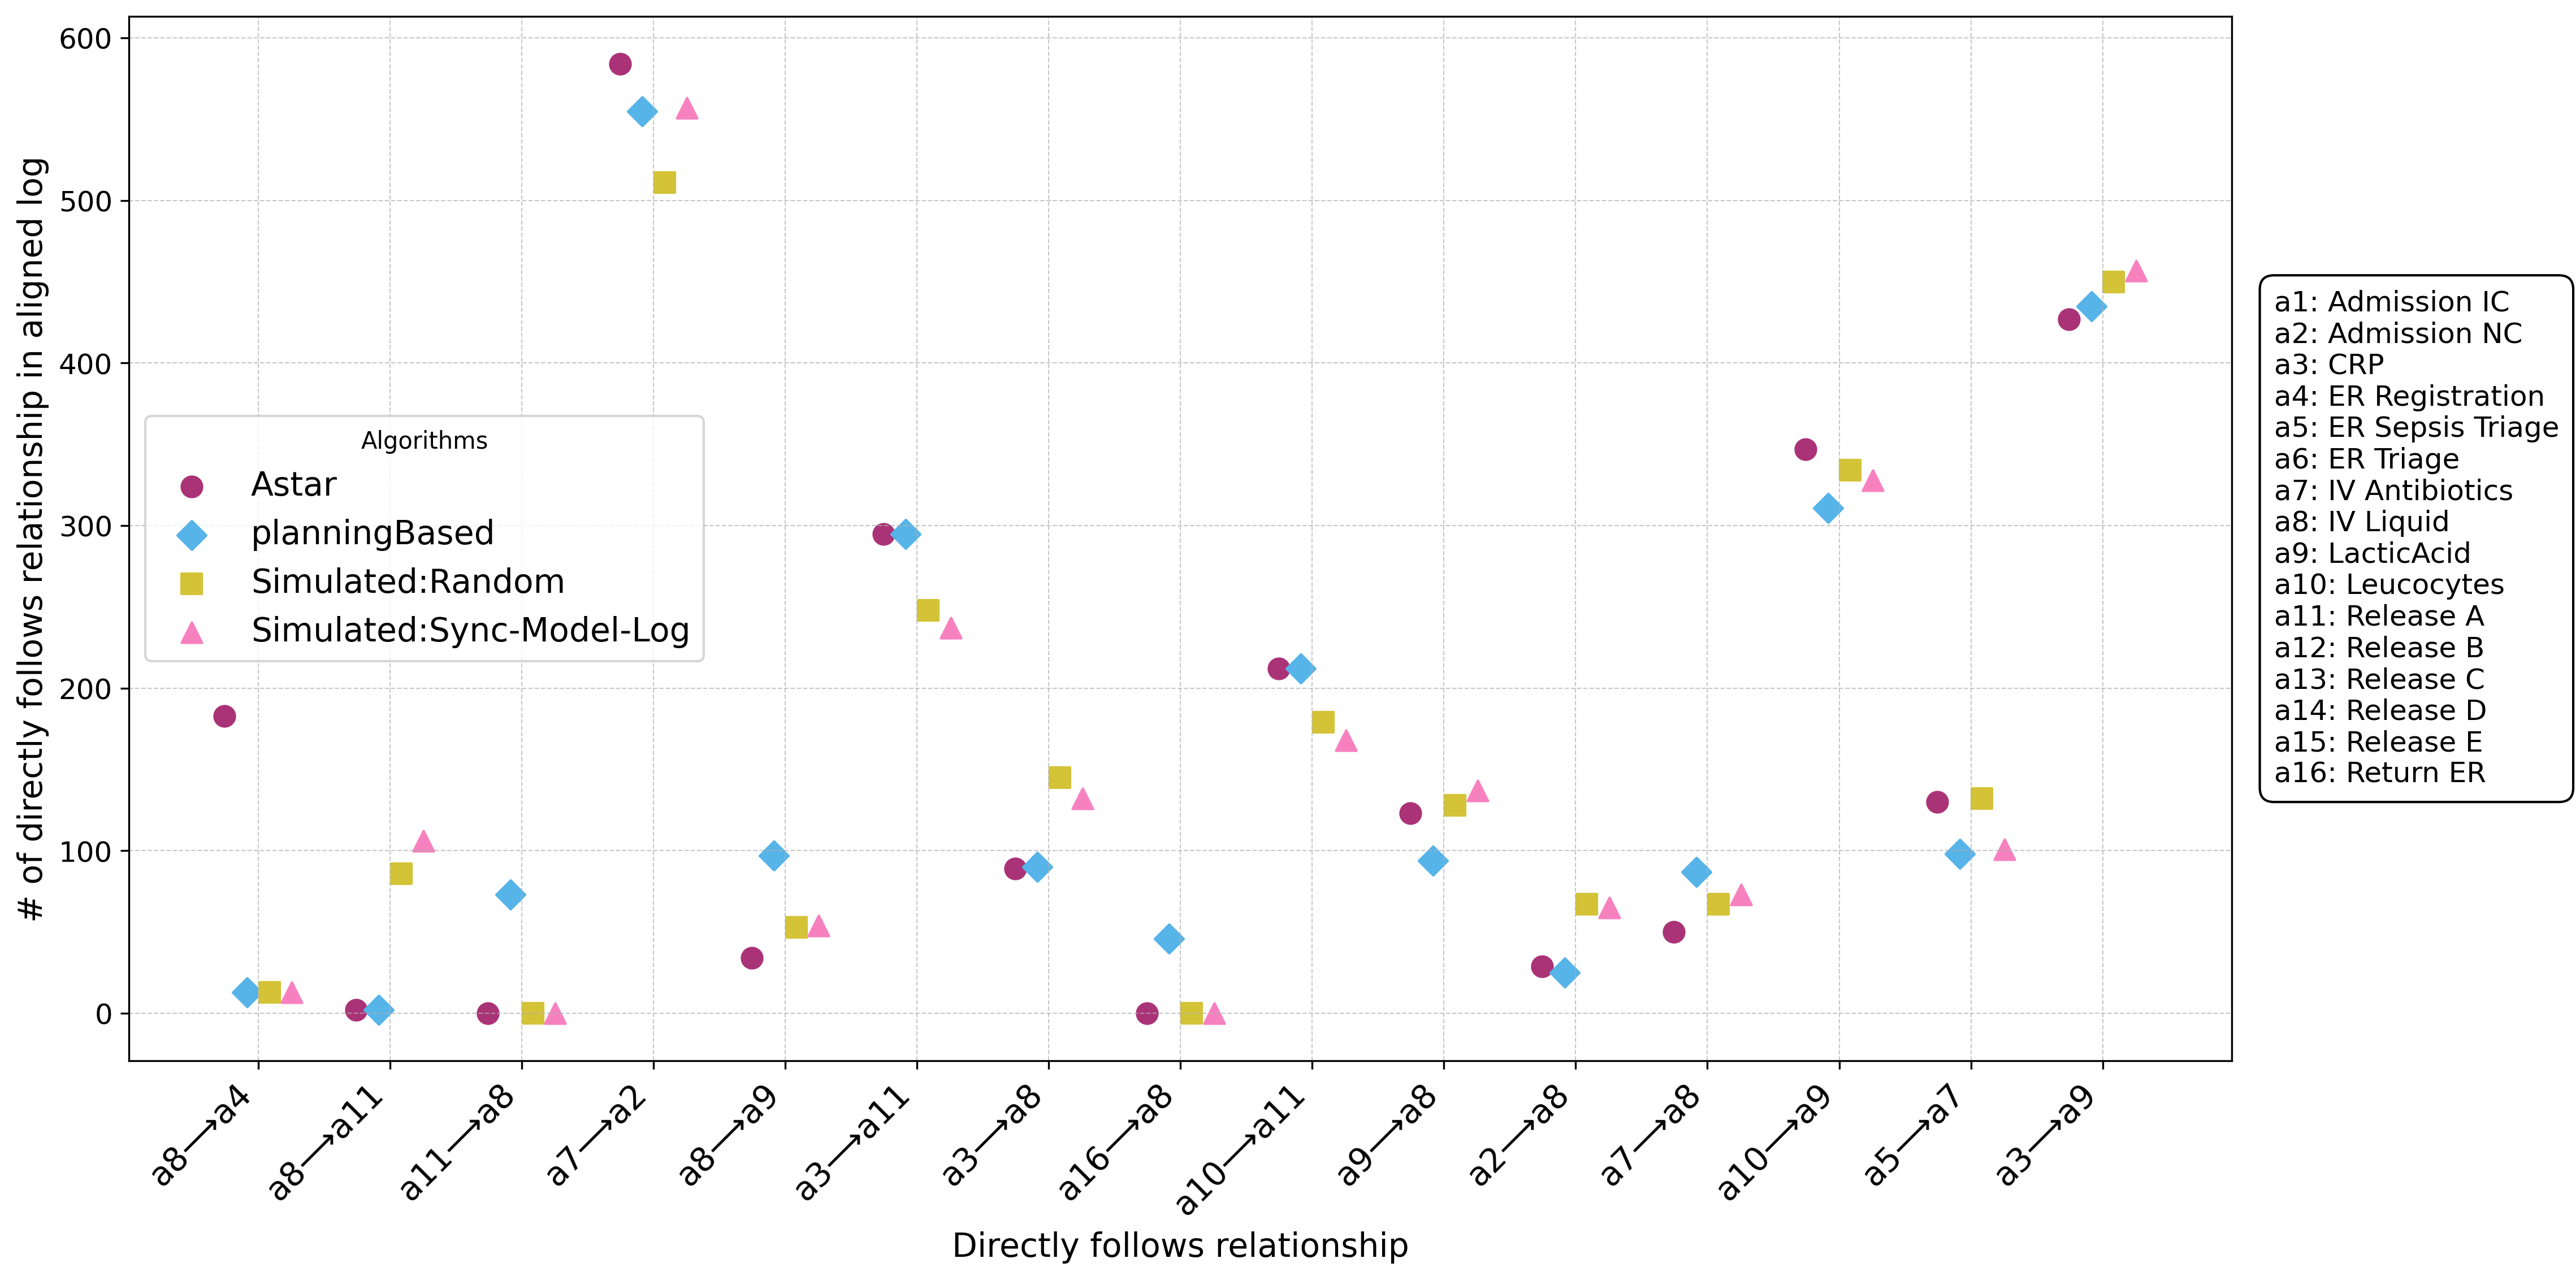 600
500
400
300
200
100
0
# of directly follows relationship in aligned log
Algorithms
Astar
planningBased
Simulated:Random
Simulated:Sync-Model-Log
a8→a4
a8→a11
a11→a8
a7→a2
a8→a9
a3→a11
a3→a8
a16→a8
a10→a11
a9→a8
a2→a8
a7→a8
a10→a9
a5→a7
a3→a9
Directly follows relationship
a1: Admission IC
a2: Admission NC
a3: CRP
a4: ER Registration
a5: ER Sepsis Triage
a6: ER Triage
a7: IV Antibiotics
a8: IV Liquid
a9: LacticAcid
a10: Leucocytes
a11: Release A
a12: Release B
a13: Release C
a14: Release D
a15: Release E
a16: Return ER